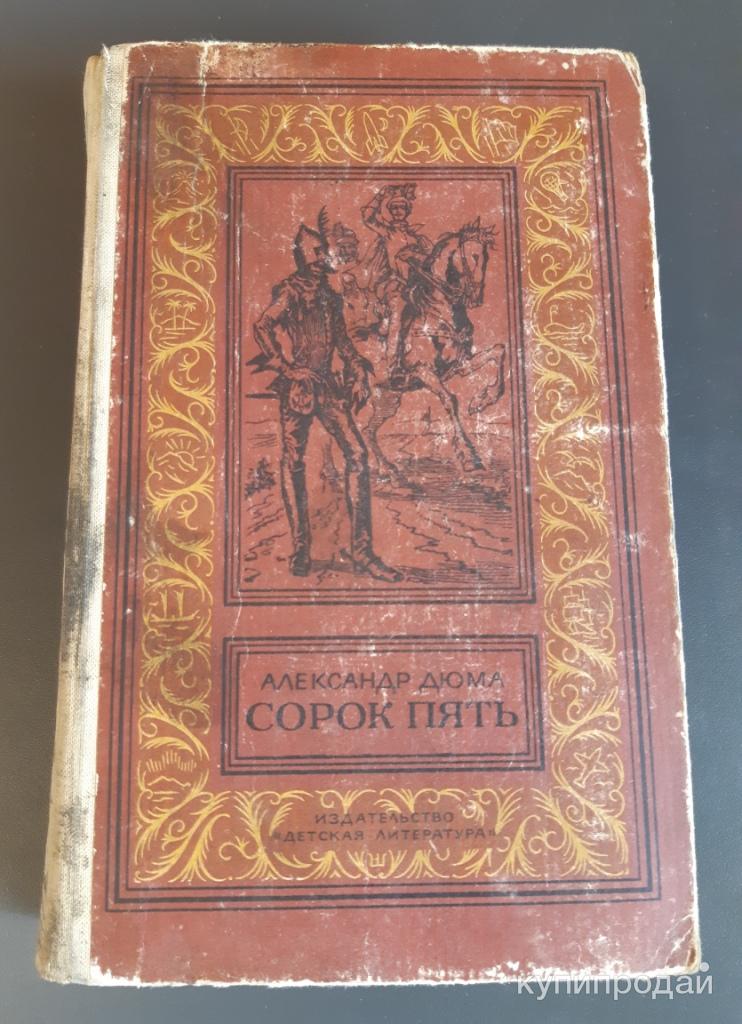 АЛЕКСАНДР ДЮМА
СОРОК ПЯТЬ
ИЗДАТЕЛЬСТВО
«ДЕТСКАЯ ЛИТЕРАТУРА»
купипродай